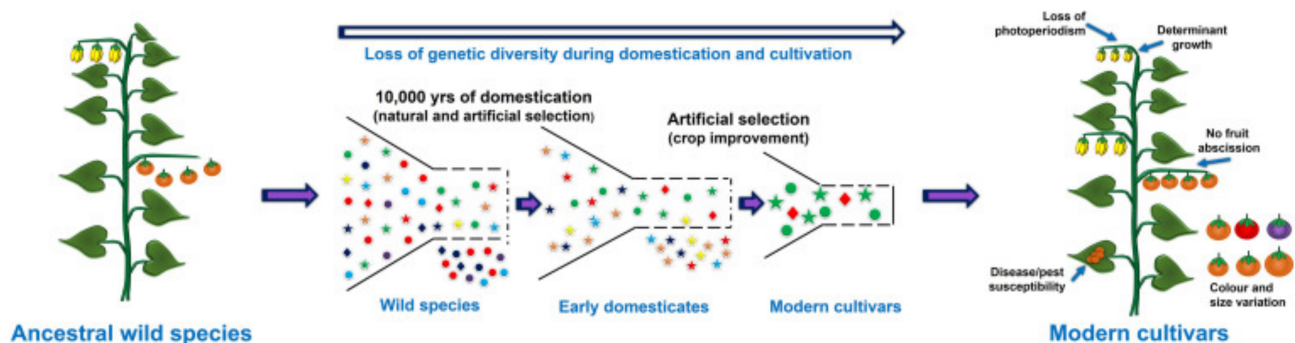 Loss of genetic diversity during domestication and cultivation
10,000 yrs of domestication
(natural and artificial selection)
Artificial selection
(crop improvement)
Wild species
Early domesticates
Modern cultivars
Ancestral wild species
Loss of
photoperiodism
Determinant
growth
No fruit
abscission
Disease/pest
susceptibility
Colour and
size variation
Modern cultivars